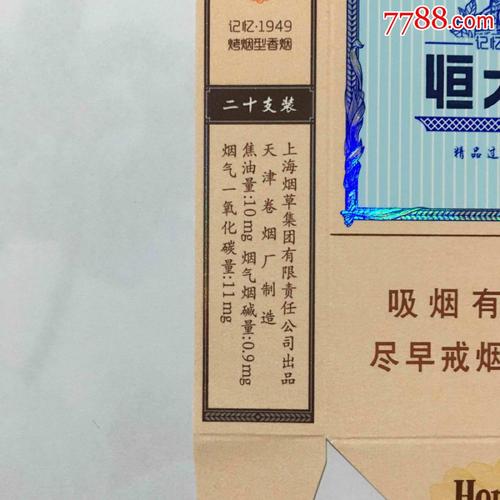 7788.com
记忆·1949
烤烟型香烟
二十支装
上海烟草集团有限责任公司出品
天津卷烟厂制造
焦油量:10mg 烟气烟碱量:0.9mg
烟气一氧化碳量:11mg
恒大
精品
吸烟有
尽早戒烟